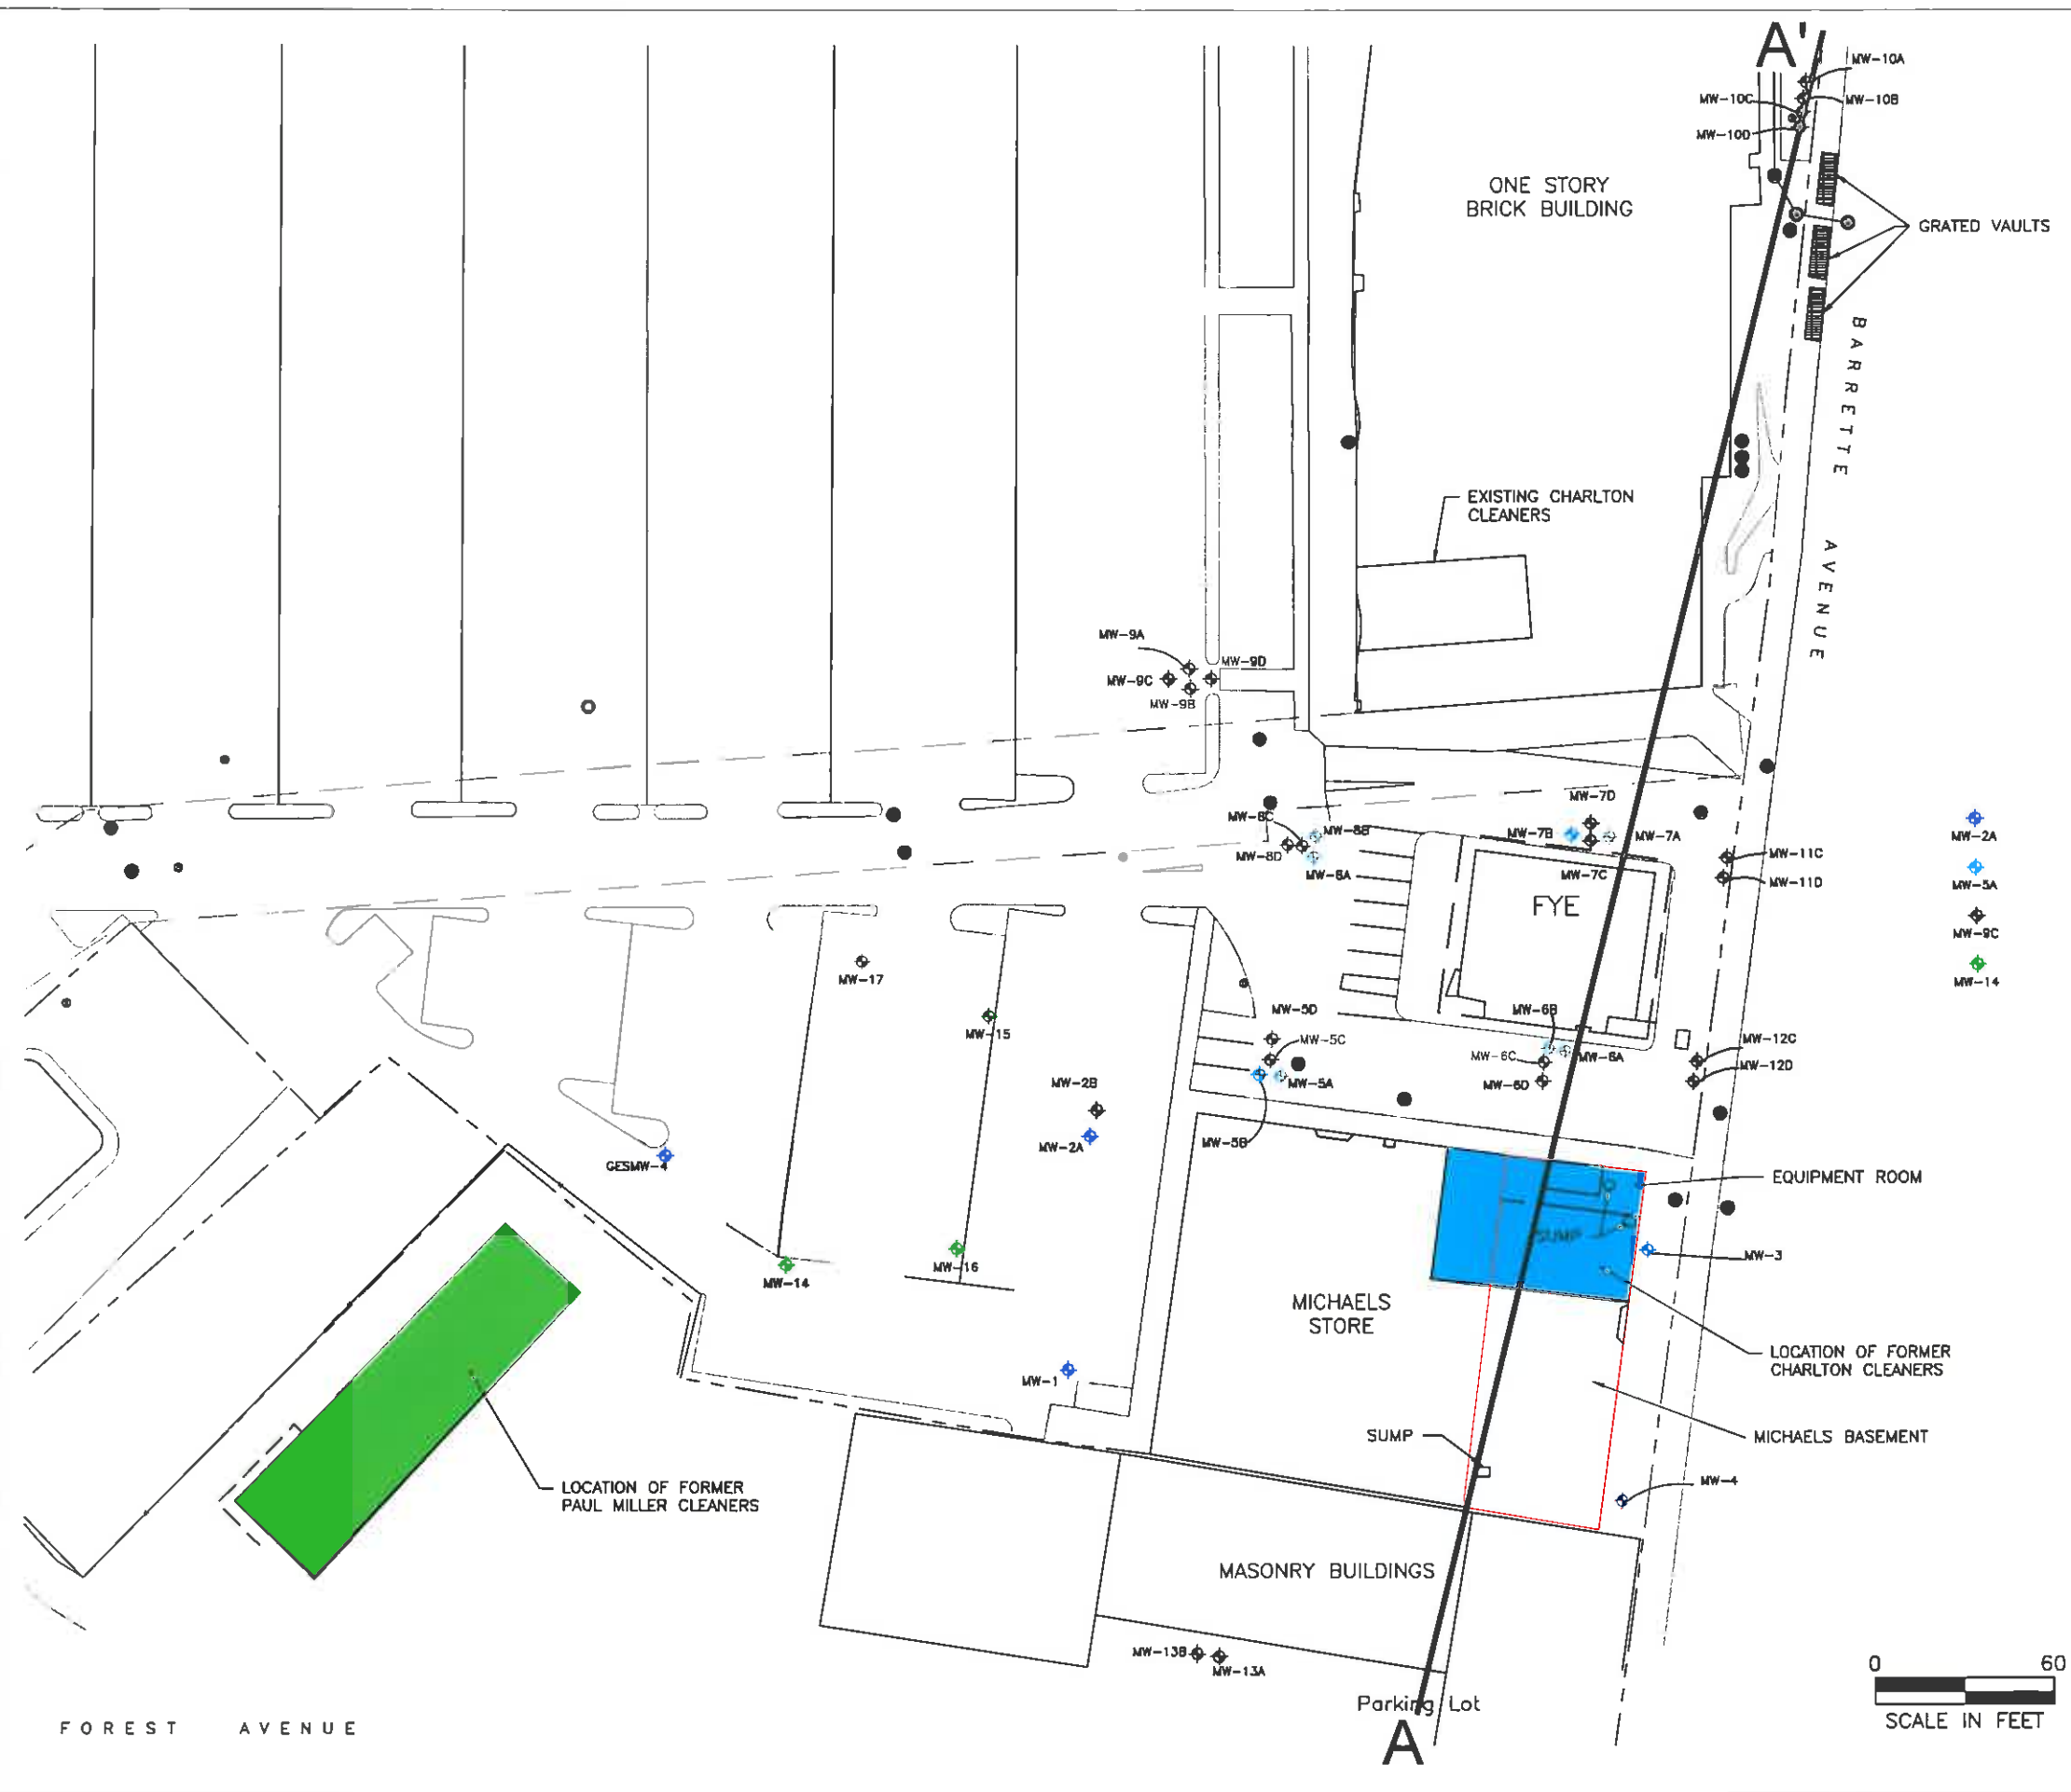 A'
MW-10A
MW-10C
MW-10B
MW-10D
ONE STORY
BRICK BUILDING
GRATED VAULTS
BARRETTE AVENUE
EXISTING CHARLTON
CLEANERS
MW-9A
MW-9D
MW-9C
MW-9B
MW-7D
MW-8C
MW-8B
MW-7B
MW-7A
MW-2A
MW-8D
MW-8A
MW-7C
MW-11C
MW-11D
MW-5A
FYE
MW-9C
MW-17
MW-14
MW-15
MW-5D
MW-6B
MW-5C
MW-12C
MW-6C
MW-6A
MW-12D
MW-2B
MW-5A
MW-6D
MW-2A
MW-5B
GESMW-4
EQUIPMENT ROOM
SUMP
MW-3
MW-16
MW-14
MICHAELS
STORE
LOCATION OF FORMER
CHARLTON CLEANERS
MW-1
SUMP
MICHAELS BASEMENT
MW-4
LOCATION OF FORMER
PAUL MILLER CLEANERS
MASONRY BUILDINGS
MW-13B
MW-13A
0 60
SCALE IN FEET
Parking Lot
A
FOREST AVENUE